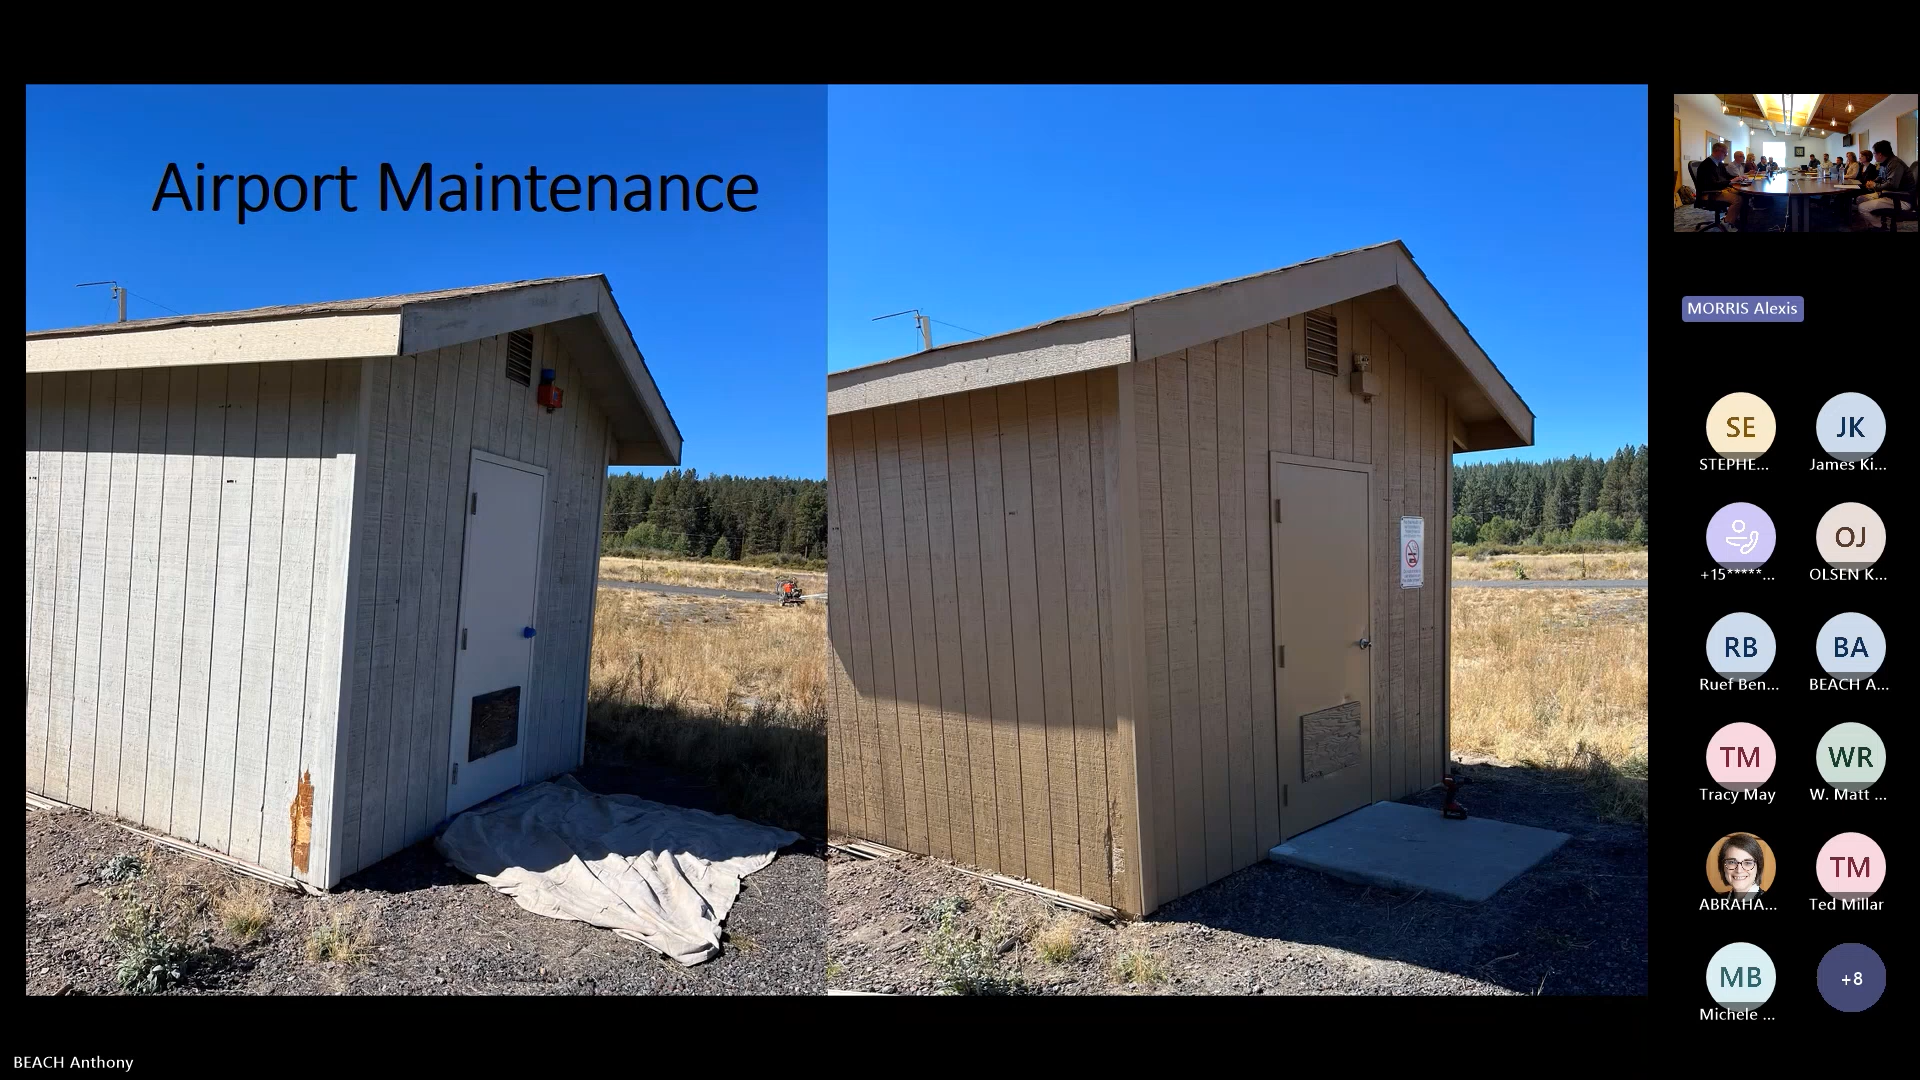 Airport Maintenance
MORRIS Alexis
SE
STEPHE...
JK
James Ki...
+15*****...
OJ
OLSEN K...
RB
Ruef Ben...
BA
BEACH A...
TM
Tracy May
WR
W. Matt ...
ABRAHA...
TM
Ted Millar
MB
Michele ...
+8
BEACH Anthony